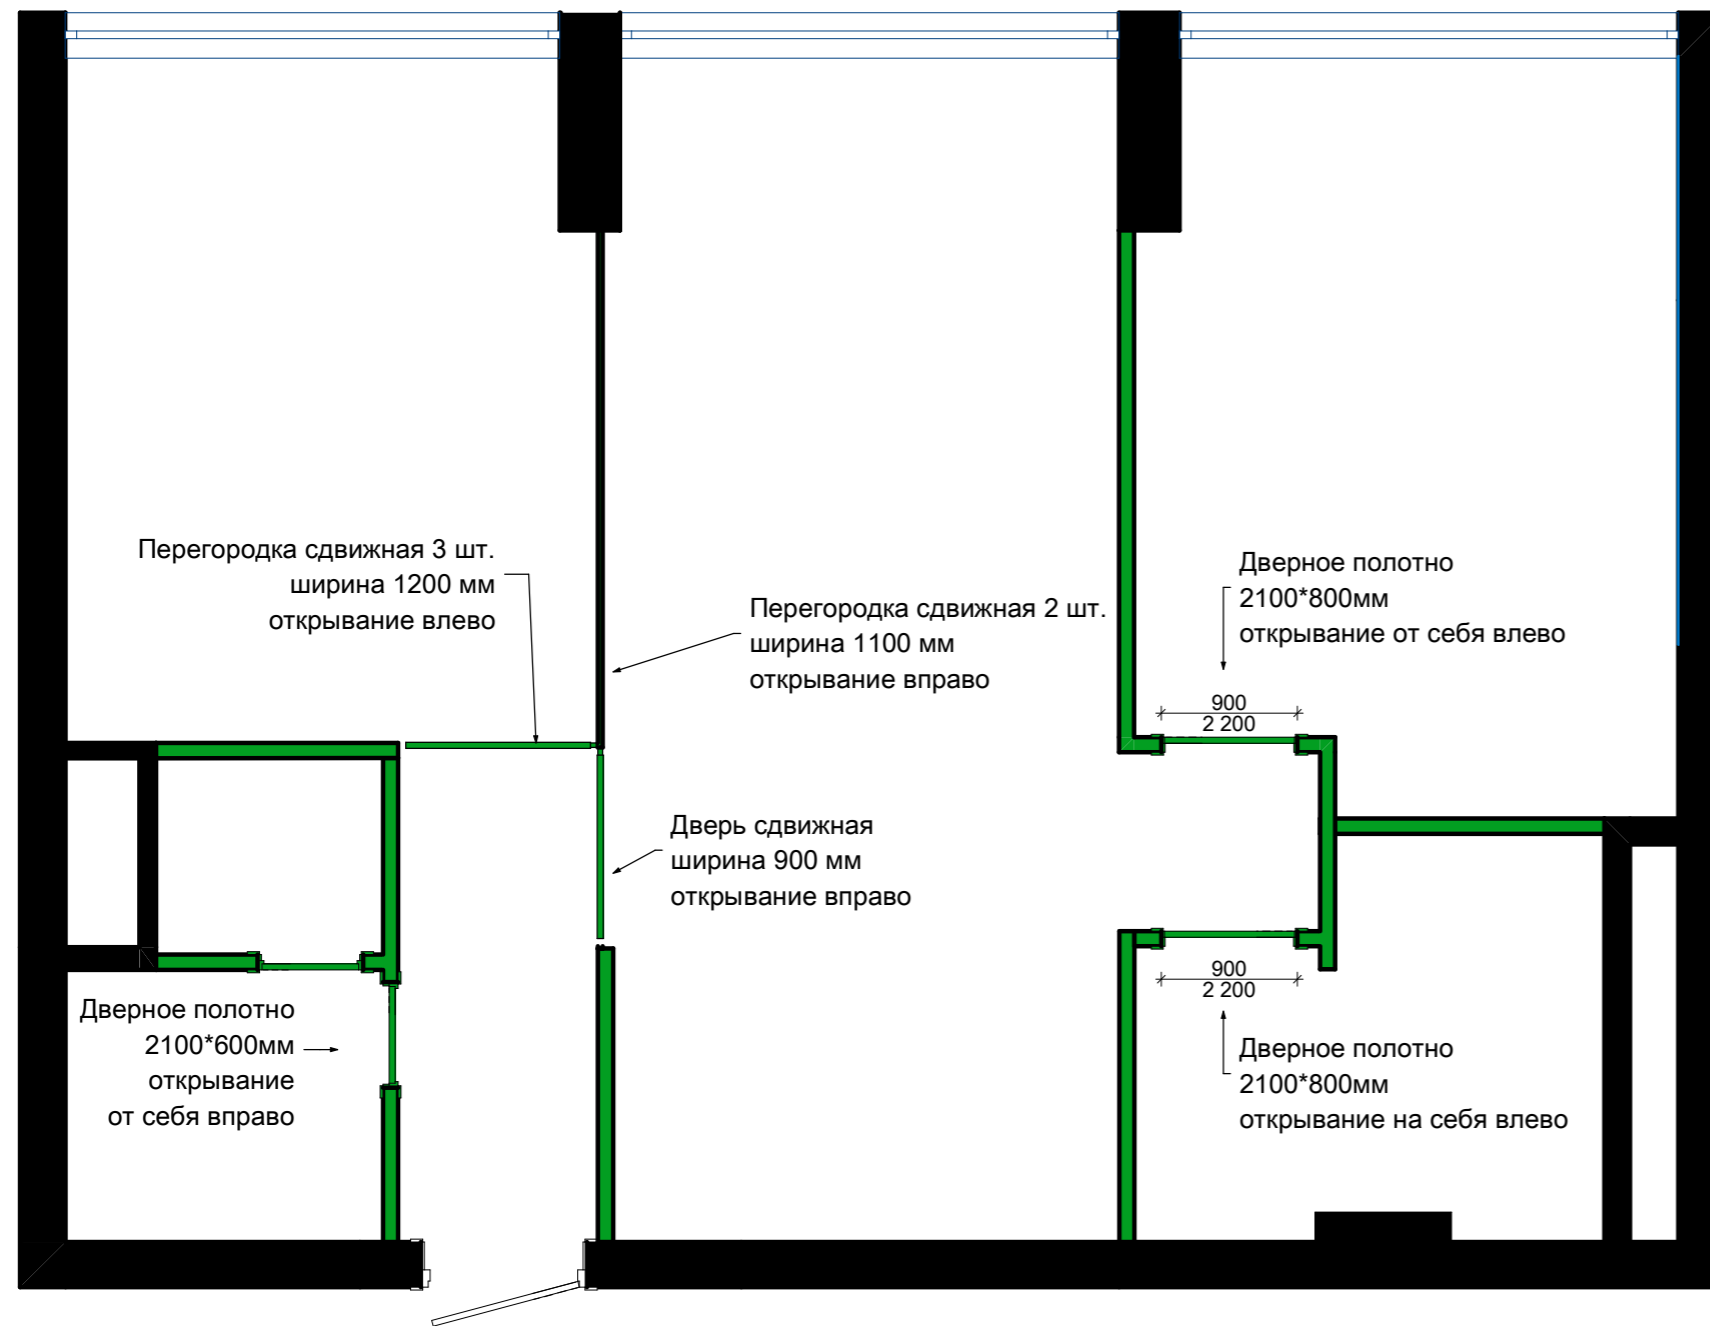 Перегородка сдвижная 3 шт.
ширина 1200 мм
открывание влево
Перегородка сдвижная 2 шт.
ширина 1100 мм
открывание вправо
Дверное полотно
2100*800мм
открывание от себя влево
900
2 200
Дверь сдвижная
ширина 900 мм
открывание вправо
900
2 200
Дверное полотно
2100*600мм
открывание
от себя вправо
Дверное полотно
2100*800мм
открывание на себя влево